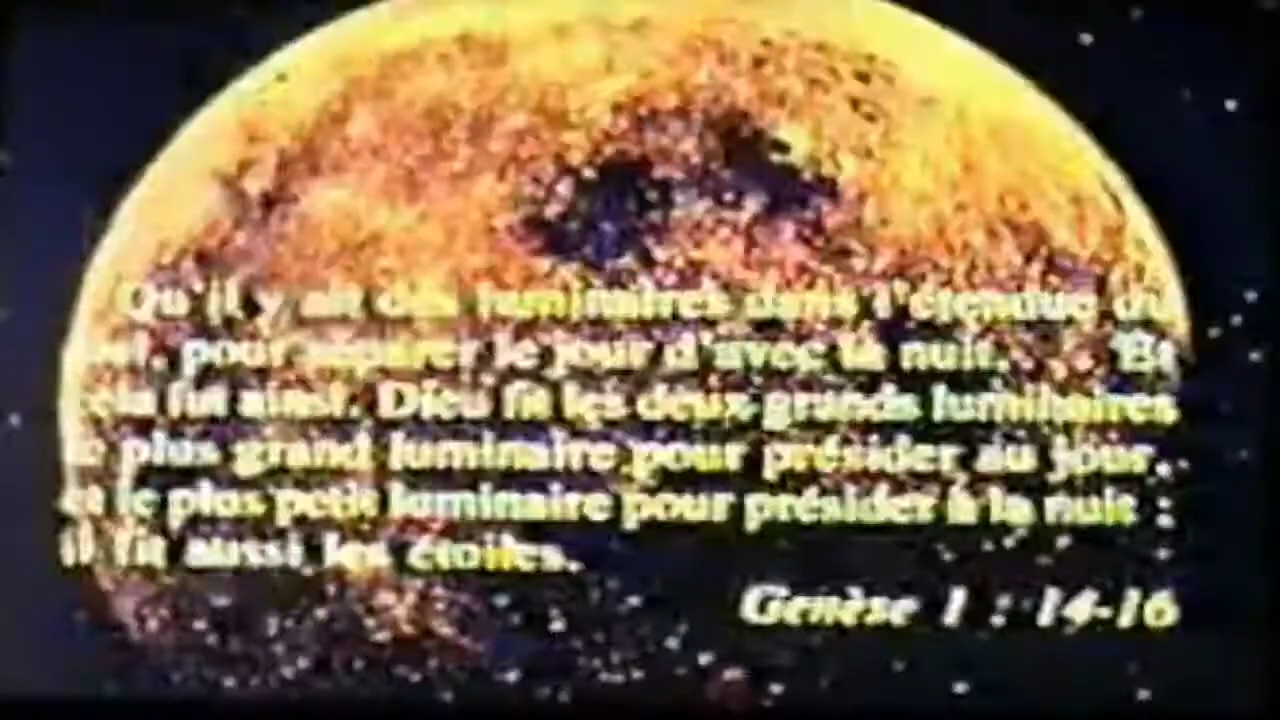 Qu'il y ait des luminaires dans l'étendue du
ciel, pour séparer le jour d'avec la nuit. . . . Et
cela fut ainsi. Dieu fit les deux grands luminaires
le plus grand luminaire pour présider au jour,
et le plus petit luminaire pour présider à la nuit :
il fit aussi les étoiles.
Genèse 1 : 14-16